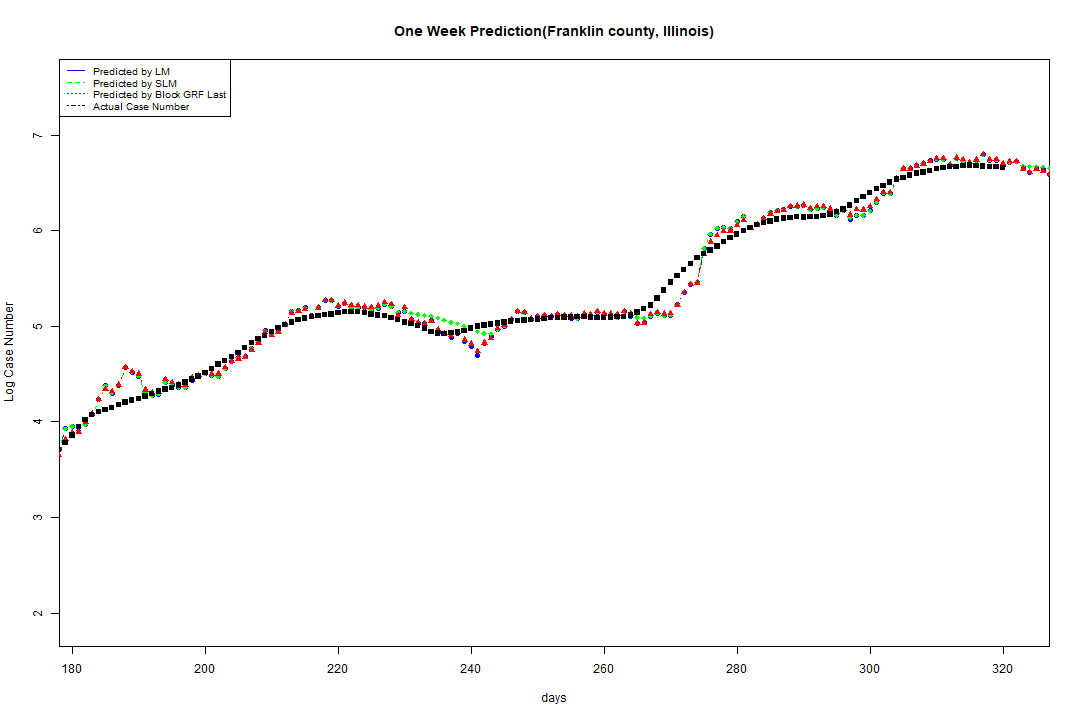 One Week Prediction(Franklin county, Illinois)
Predicted by LM
Predicted by SLM
Predicted by Block GRF Last
Actual Case Number
Log Case Number
7
6
5
4
3
2
180 200 220 240 260 280 300 320
days